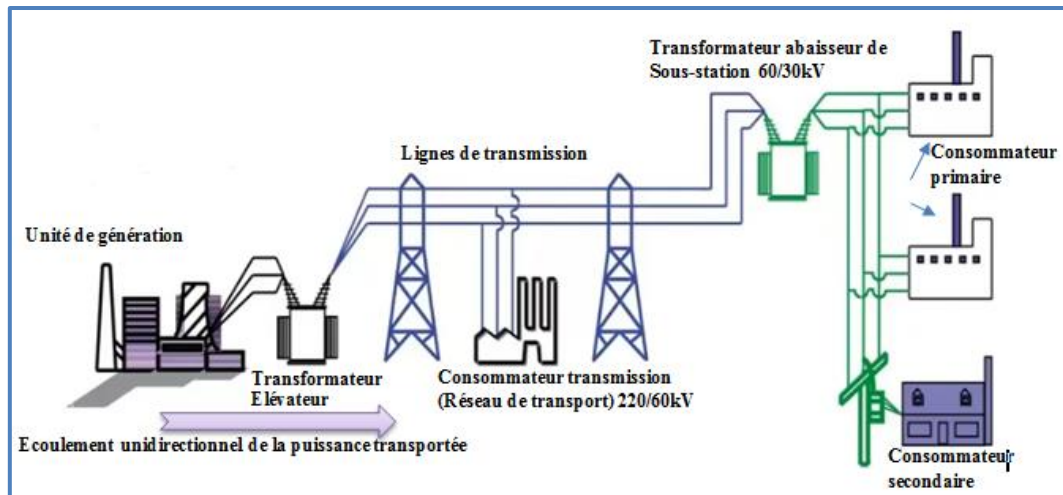 Transformateur abaisseur de
Sous-station 60/30kV
Lignes de transmission
Consommateur
primaire
Unité de génération
Transformateur
Elévateur
Consommateur transmission
(Réseau de transport) 220/60kV
Ecoulement unidirectionnel de la puissance transportée
Consommateur
secondaire